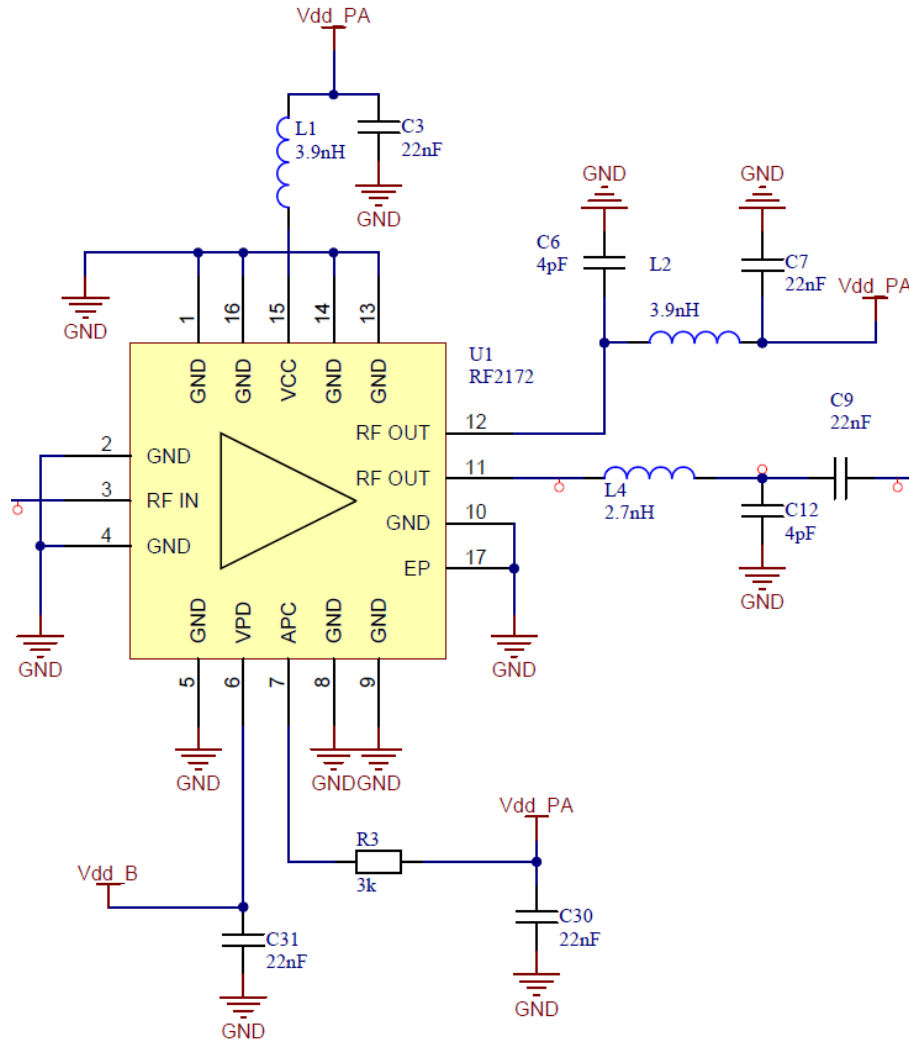 Vdd_PA
L1
3.9nH
C3
22nF
GND
GND
GND
C6
4pF
L2
C7
22nF
Vdd_PA
3.9nH
GND
1
16
15
14
13
GND
GND
VCC
GND
GND
U1
RF2172
C9
22nF
2
GND
RF OUT
12
3
RF IN
RF OUT
11
L4
2.7nH
C12
4pF
4
GND
GND
10
EP
17
GND
GND
GND
GND
VPD
APC
GND
GND
5
6
7
8
9
GND
GND
GND
Vdd_PA
R3
3k
Vdd_B
C30
22nF
C31
22nF
GND
GND